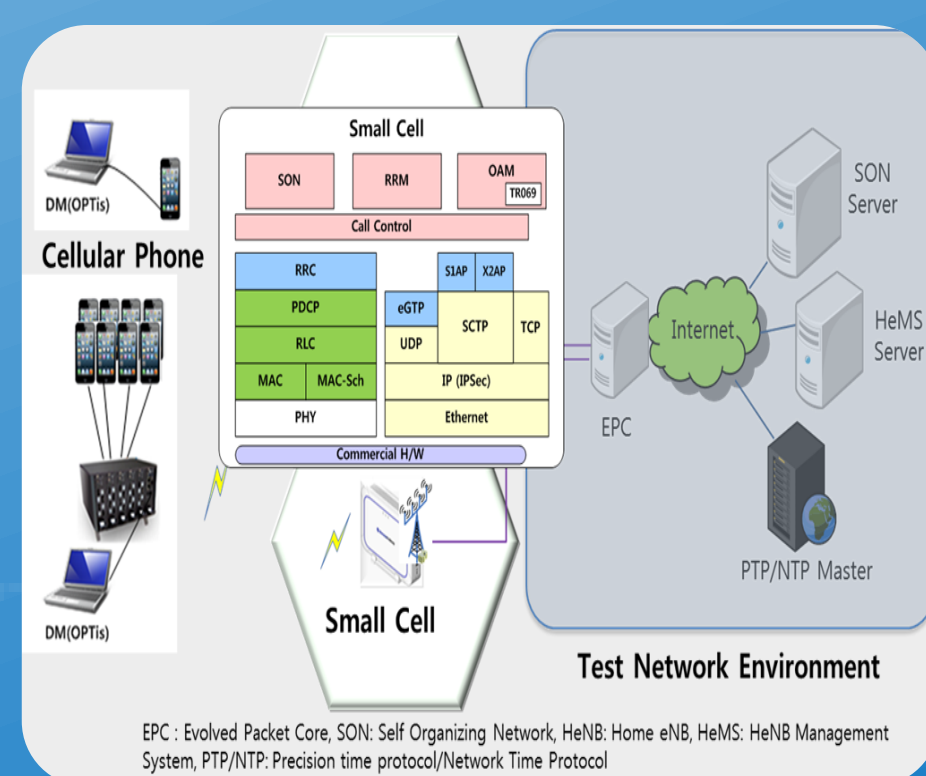 Small Cell
SON
RRM
OAM
TR069
Call Control
RRC
S1AP
X2AP
PDCP
eGTP
SCTP
TCP
RLC
UDP
MAC
MAC-Sch
IP (IPSec)
PHY
Ethernet
Commercial H/W
DM(OPTis)
Cellular Phone
DM(OPTis)
Small Cell
SON
Server
Internet
HeMS
Server
EPC
PTP/NTP Master
Test Network Environment
EPC : Evolved Packet Core, SON: Self Organizing Network, HeNB: Home eNB, HeMS: HeNB Management
System, PTP/NTP: Precision time protocol/Network Time Protocol